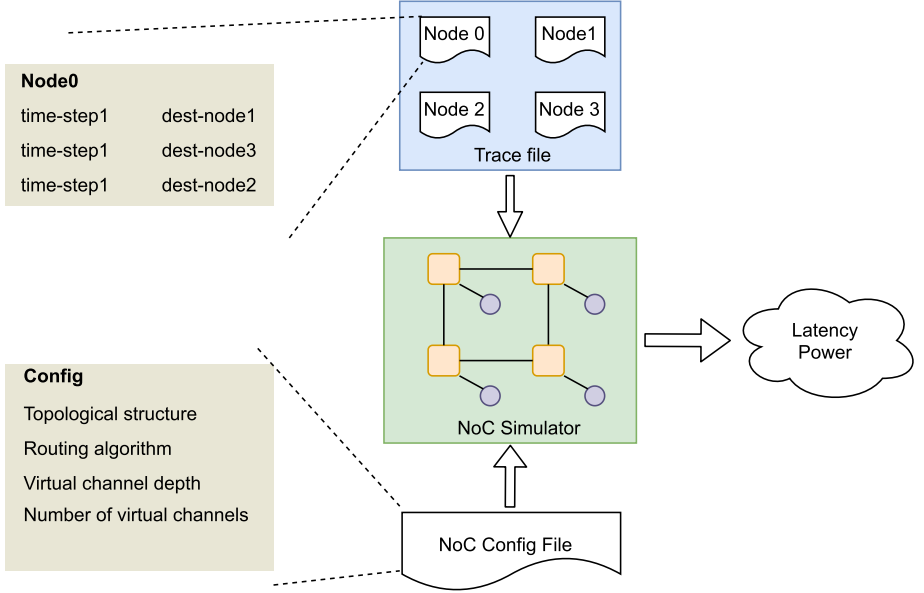 Node 0
Node1
Node 2
Node 3
Trace file
Node0
time-step1 dest-node1
time-step1 dest-node3
time-step1 dest-node2
NoC Simulator
Latency
Power
Config
Topological structure
Routing algorithm
Virtual channel depth
Number of virtual channels
NoC Config File